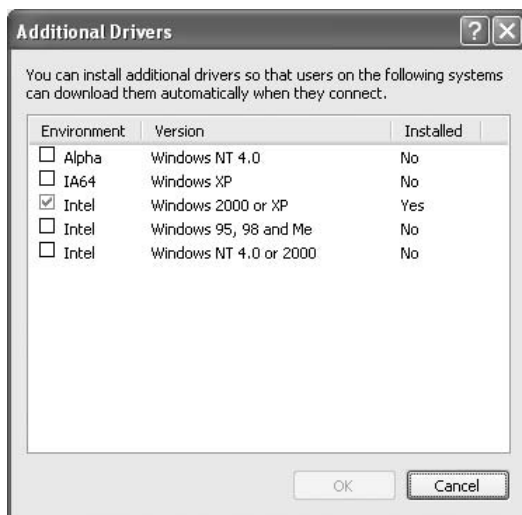 Additional Drivers
You can install additional drivers so that users on the following systems
can download them automatically when they connect.
Environment Version Installed
Alpha Windows NT 4.0 No
IA64 Windows XP No
Intel Windows 2000 or XP Yes
Intel Windows 95, 98 and Me No
Intel Windows NT 4.0 or 2000 No
OK Cancel